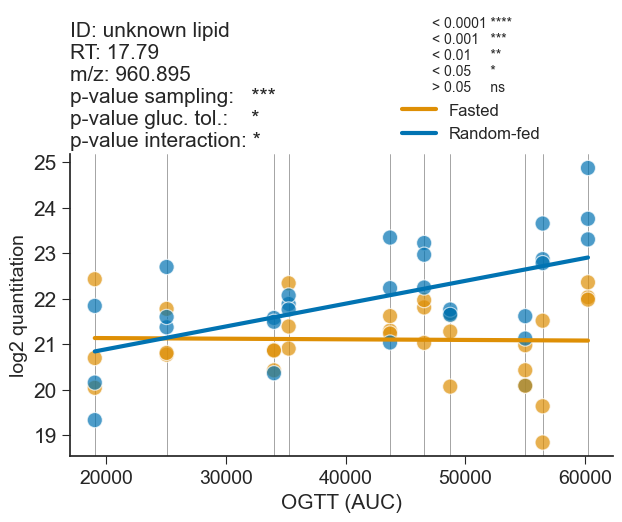 ID: unknown lipid
RT: 17.79
m/z: 960.895
p-value sampling: ***
p-value gluc. tol.: *
p-value interaction: *
< 0.0001 ****
< 0.001 ***
< 0.01 **
< 0.05 *
> 0.05 ns
Fasted
Random-fed
25
24
23
22
21
20
19
log2 quantitation
20000 30000 40000 50000 60000
OGTT (AUC)